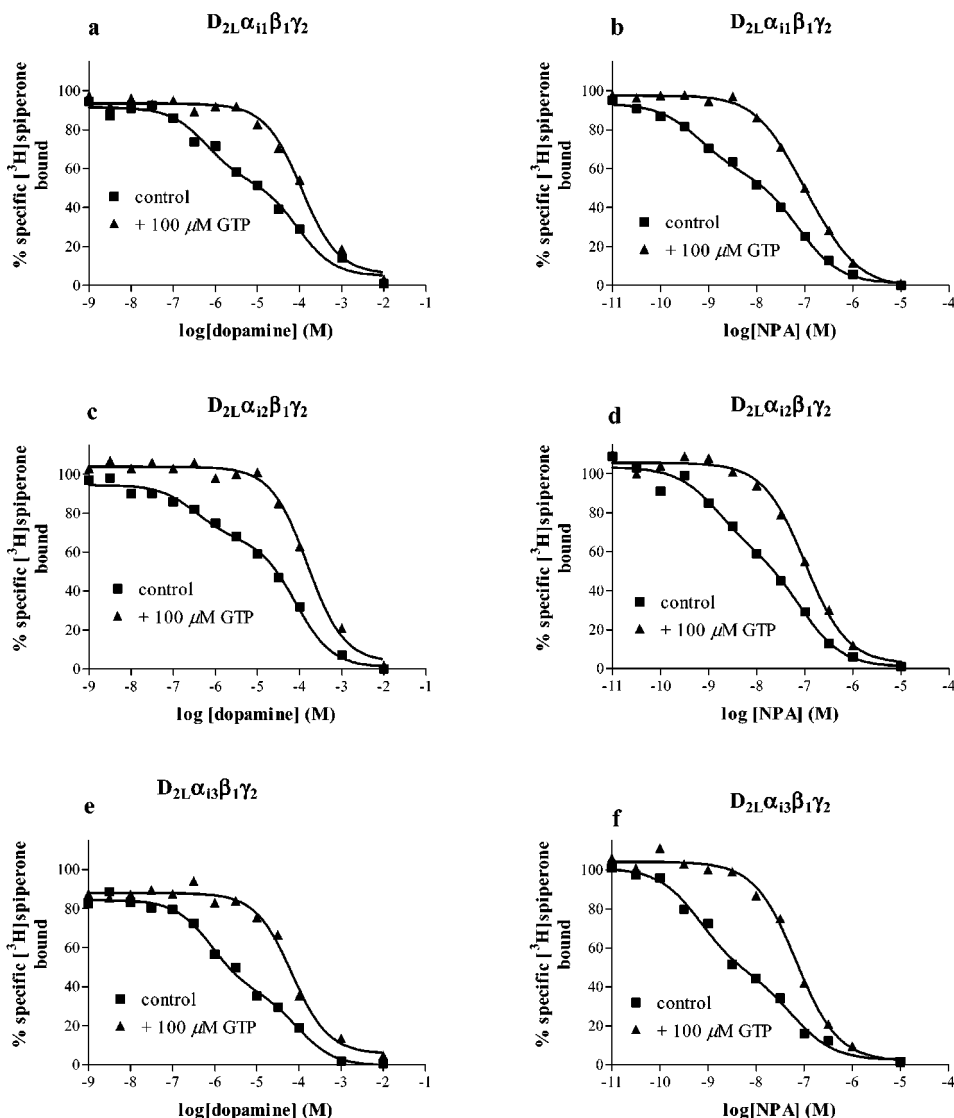 a
D2Lαi1β1γ2
% specific [³H]spiperone
bound
100
80
60
40
20
0
control
+ 100 μM GTP
-9 -8 -7 -6 -5 -4 -3 -2 -1
log[dopamine] (M)
b
D2Lαi1β1γ2
% specific [³H]spiperone
bound
100
80
60
40
20
0
control
+ 100 μM GTP
-11 -10 -9 -8 -7 -6 -5 -4
log[NPA] (M)
c
D2Lαi2β1γ2
% specific [³H]spiperone
bound
100
80
60
40
20
0
control
+ 100 μM GTP
-9 -8 -7 -6 -5 -4 -3 -2 -1
log [dopamine] (M)
d
D2Lαi2β1γ2
% specific [³H]spiperone
bound
100
80
60
40
20
0
control
+ 100 μM GTP
-11 -10 -9 -8 -7 -6 -5 -4
log [NPA] (M)
e
D2Lαi3β1γ2
% specific [³H]spiperone
bound
100
80
60
40
20
0
control
+ 100 μM GTP
-9 -8 -7 -6 -5 -4 -3 -2 -1
log[dopamine] (M)
f
D2Lαi3β1γ2
% specific [³H]spiperone
bound
100
80
60
40
20
0
control
+ 100 μM GTP
-11 -10 -9 -8 -7 -6 -5 -4
log[NPA] (M)